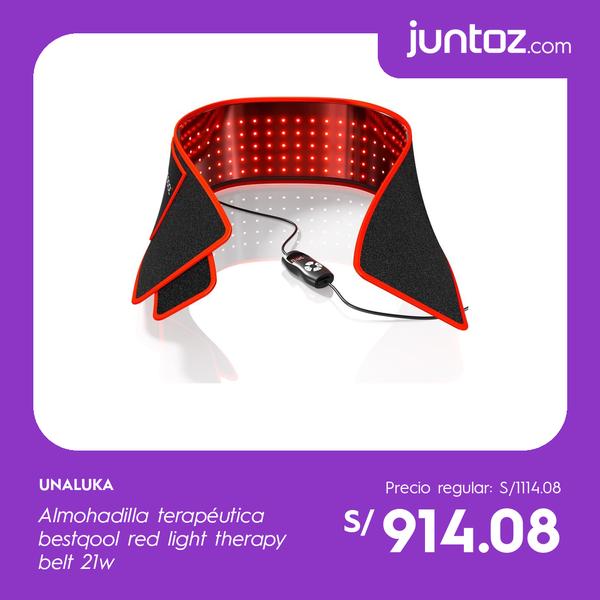 juntoz.com
UNALUKA
Almohadilla terapéutica
bestqool red light therapy
belt 21w
Precio regular: S/1114.08
S/ 914.08